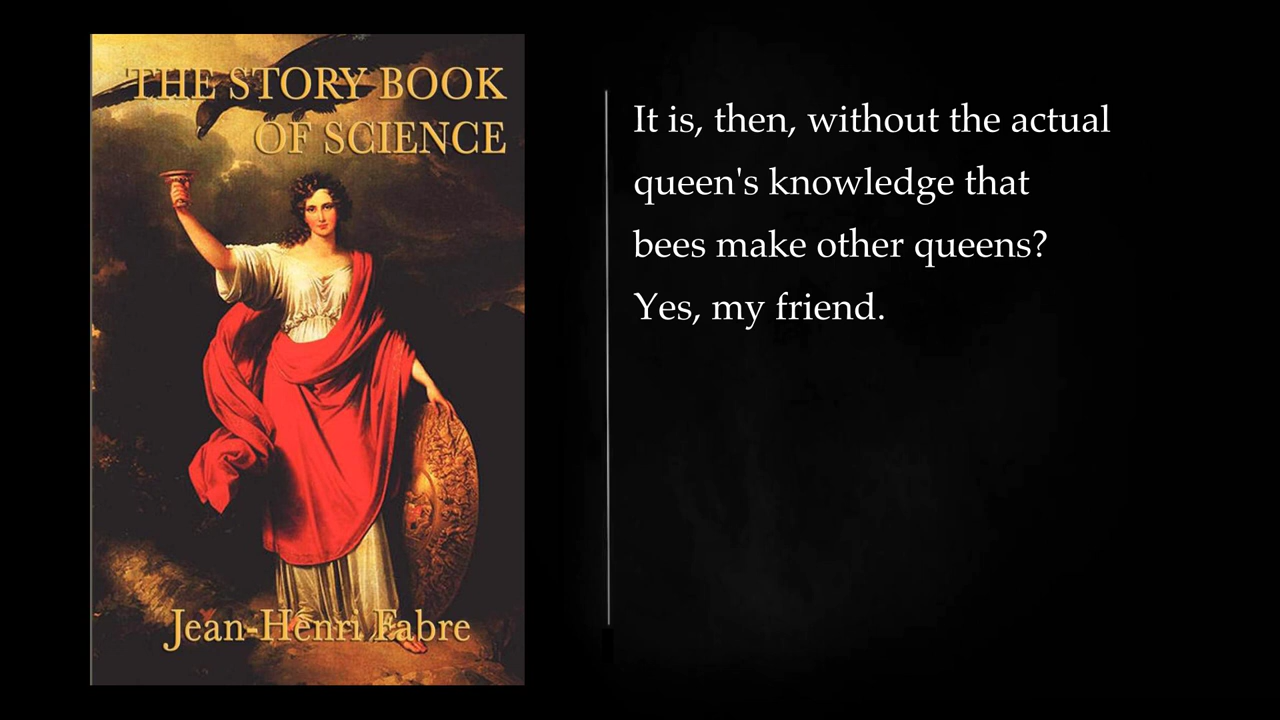 THE STORY BOOK
OF SCIENCE
Jean-Henri Fabre
It is, then, without the actual
queen's knowledge that
bees make other queens?
Yes, my friend.